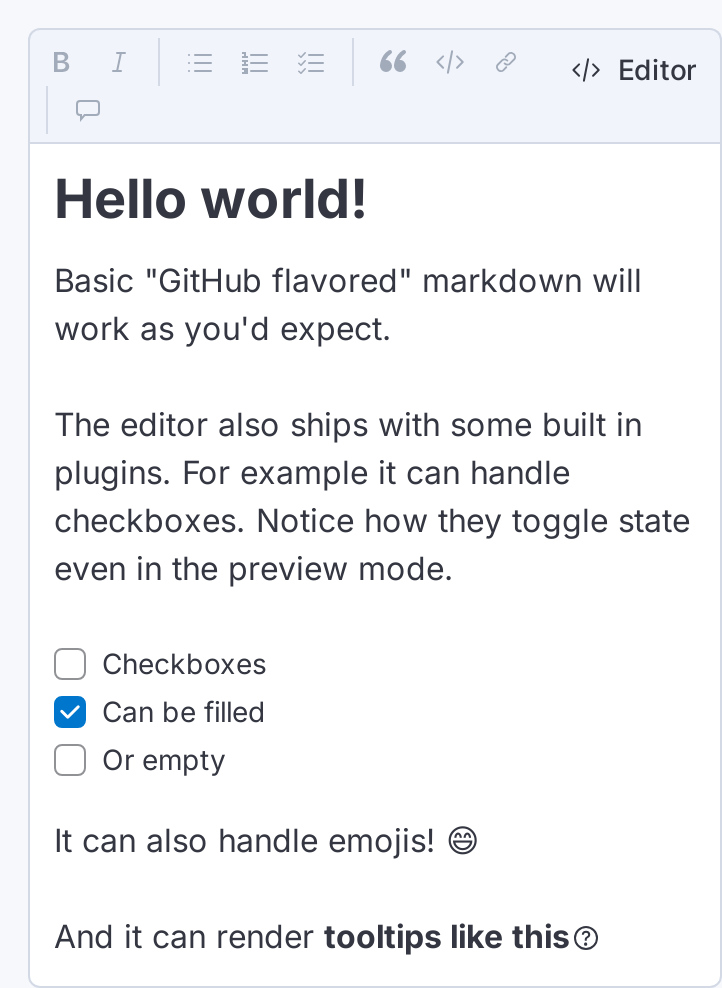 Editor
Hello world!
Basic "GitHub flavored" markdown will
work as you'd expect.
The editor also ships with some built in
plugins. For example it can handle
checkboxes. Notice how they toggle state
even in the preview mode.
Checkboxes
Can be filled
Or empty
It can also handle emojis! 😄
And it can render tooltips like this